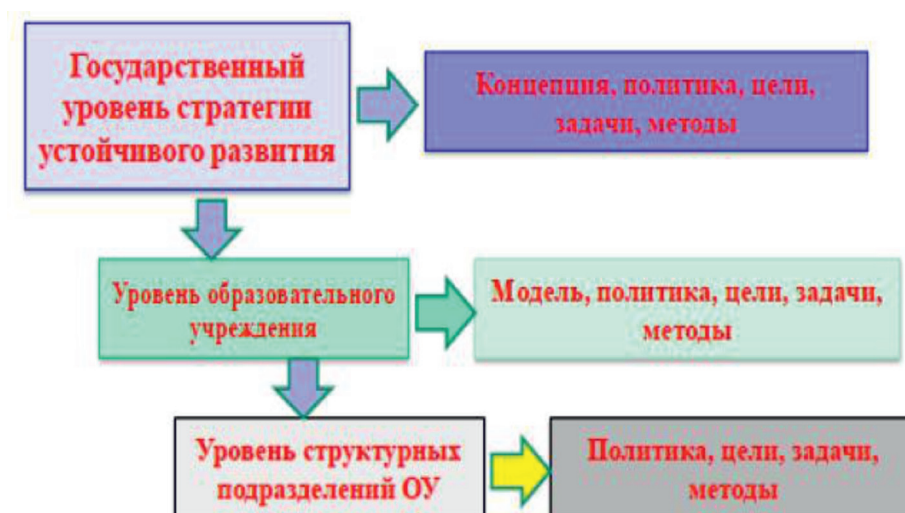 Государственный
уровень стратегии
устойчивого развития
Концепция, политика, цели,
задачи, методы
Уровень образовательного
учреждения
Модель, политика, цели, задачи,
методы
Уровень структурных
подразделений ОУ
Политика, цели, задачи,
методы